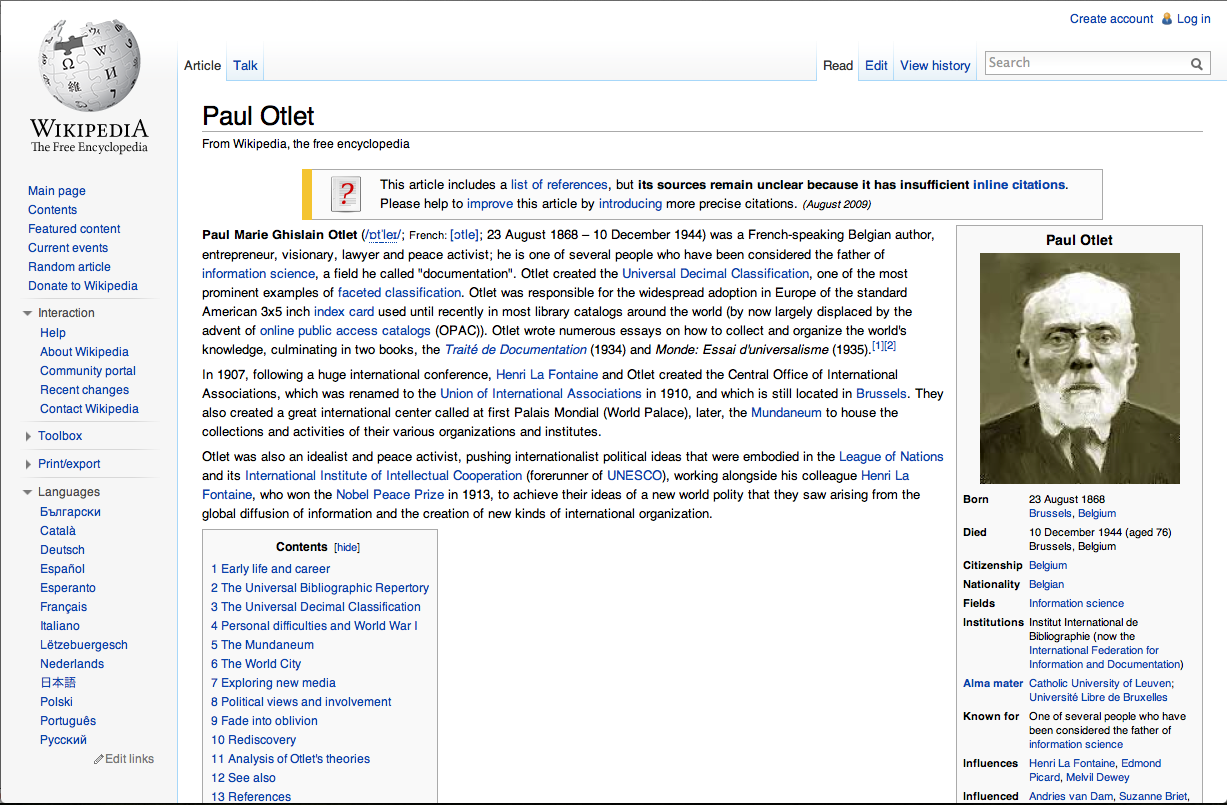 Create account Log in
Article Talk Read Edit View history Search
WIKIPEDIA
The Free Encyclopedia
Main page
Contents
Featured content
Current events
Random article
Donate to Wikipedia
Interaction
Help
About Wikipedia
Community portal
Recent changes
Contact Wikipedia
Toolbox
Print/export
Languages
Български
Català
Deutsch
Español
Esperanto
Français
Italiano
Lëtzebuergesch
Nederlands
日本語
Polski
Português
Русский
Edit links
Paul Otlet
From Wikipedia, the free encyclopedia
This article includes a list of references, but its sources remain unclear because it has insufficient inline citations.
Please help to improve this article by introducing more precise citations. (August 2009)
Paul Marie Ghislain Otlet (/ɒtˈleɪ/; French: [ɔtle]; 23 August 1868 – 10 December 1944) was a French-speaking Belgian author,
entrepreneur, visionary, lawyer and peace activist; he is one of several people who have been considered the father of
information science, a field he called "documentation". Otlet created the Universal Decimal Classification, one of the most
prominent examples of faceted classification. Otlet was responsible for the widespread adoption in Europe of the standard
American 3x5 inch index card used until recently in most library catalogs around the world (by now largely displaced by the
advent of online public access catalogs (OPAC)). Otlet wrote numerous essays on how to collect and organize the world's
knowledge, culminating in two books, the Traité de Documentation (1934) and Monde: Essai d'universalisme (1935).[1][2]
In 1907, following a huge international conference, Henri La Fontaine and Otlet created the Central Office of International
Associations, which was renamed to the Union of International Associations in 1910, and which is still located in Brussels. They
also created a great international center called at first Palais Mondial (World Palace), later, the Mundaneum to house the
collections and activities of their various organizations and institutes.
Otlet was also an idealist and peace activist, pushing internationalist political ideas that were embodied in the League of Nations
and its International Institute of Intellectual Cooperation (forerunner of UNESCO), working alongside his colleague Henri La
Fontaine, who won the Nobel Peace Prize in 1913, to achieve their ideas of a new world polity that they saw arising from the
global diffusion of information and the creation of new kinds of international organization.
Contents [hide]
1 Early life and career
2 The Universal Bibliographic Repertory
3 The Universal Decimal Classification
4 Personal difficulties and World War I
5 The Mundaneum
6 The World City
7 Exploring new media
8 Political views and involvement
9 Fade into oblivion
10 Rediscovery
11 Analysis of Otlet's theories
12 See also
13 References
Paul Otlet
Born 23 August 1868
Brussels, Belgium
Died 10 December 1944 (aged 76)
Brussels, Belgium
Citizenship Belgium
Nationality Belgian
Fields Information science
Institutions Institut International de
Bibliographie (now the
International Federation for
Information and Documentation)
Alma mater Catholic University of Leuven;
Université Libre de Bruxelles
Known for One of several people who have
been considered the father of
information science
Influences Henri La Fontaine, Edmond
Picard, Melvil Dewey
Influenced Andries van Dam, Suzanne Briet,